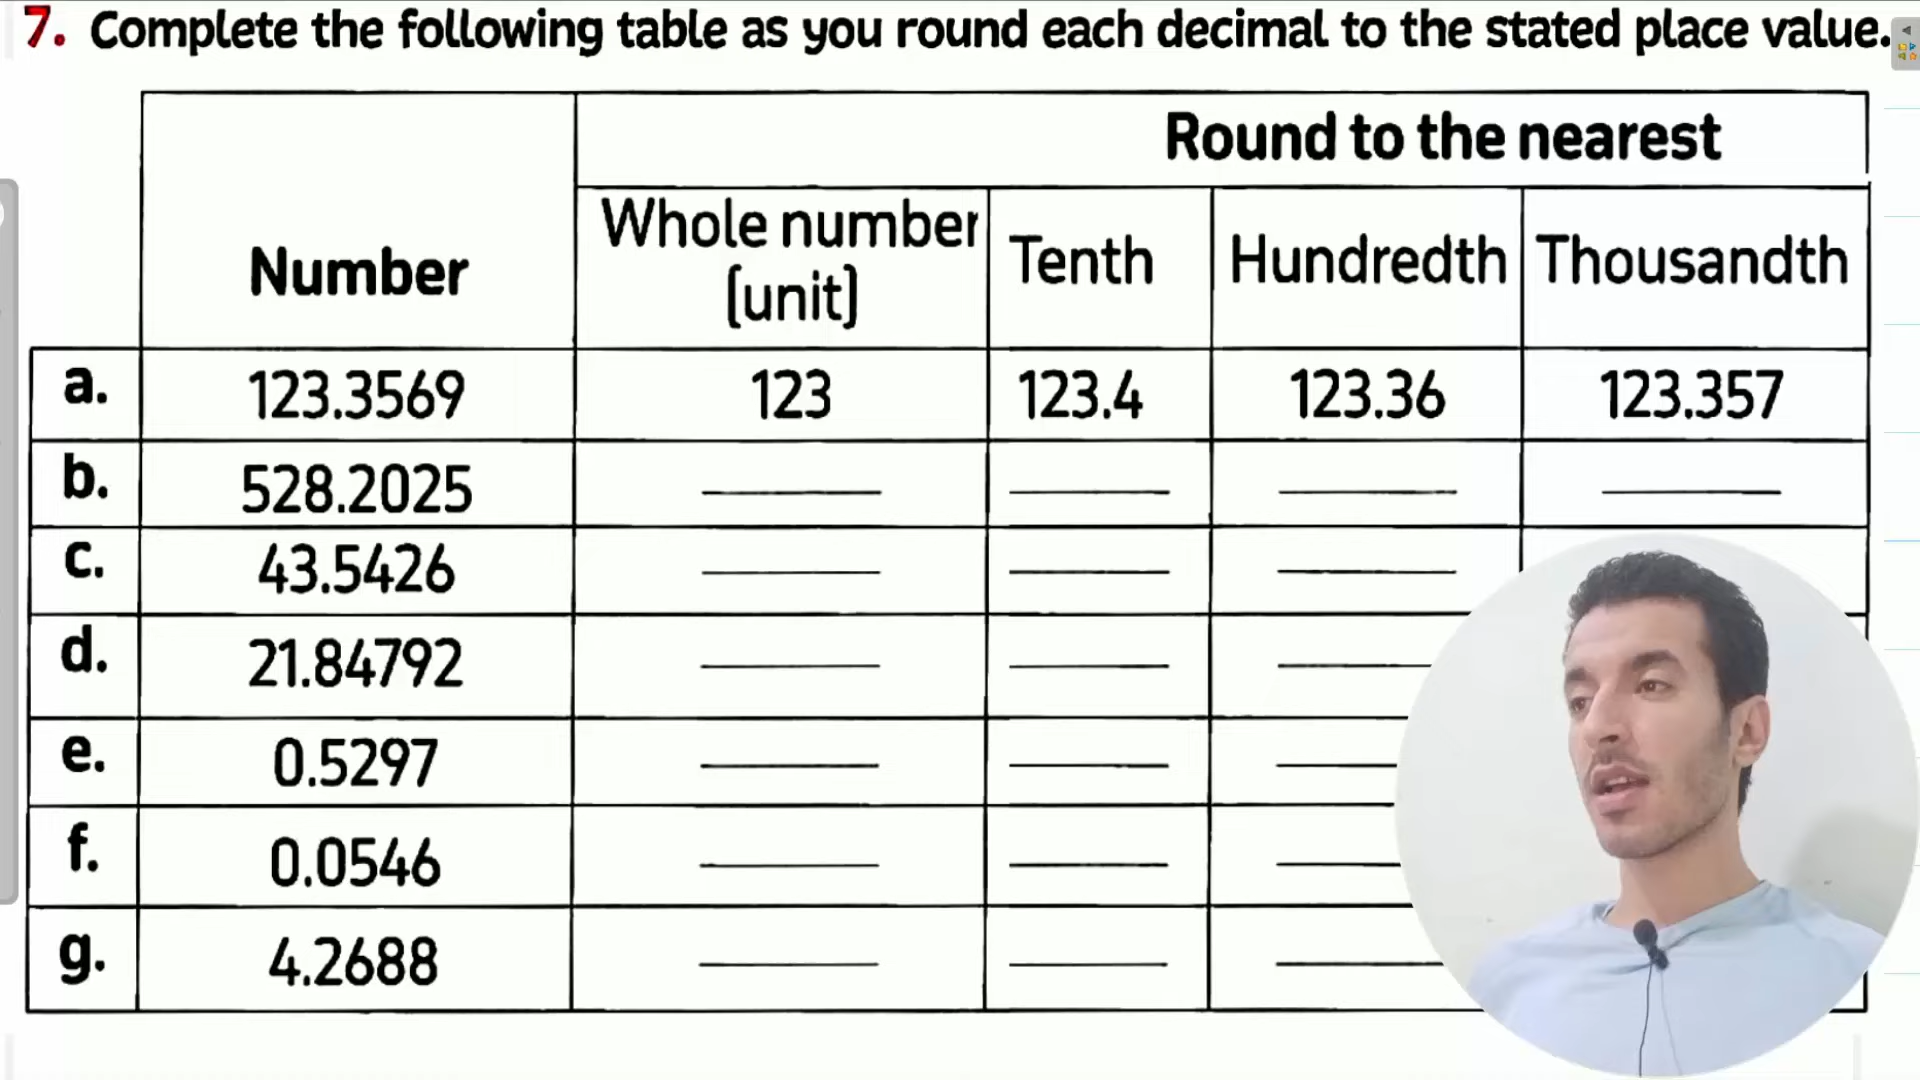 7. Complete the following table as you round each decimal to the stated place value.
Round to the nearest
Number
Whole number
(unit)
Tenth
Hundredth
Thousandth
a. 123.3569 123 123.4 123.36 123.357
b. 528.2025
c. 43.5426
d. 21.84792
e. 0.5297
f. 0.0546
g. 4.2688